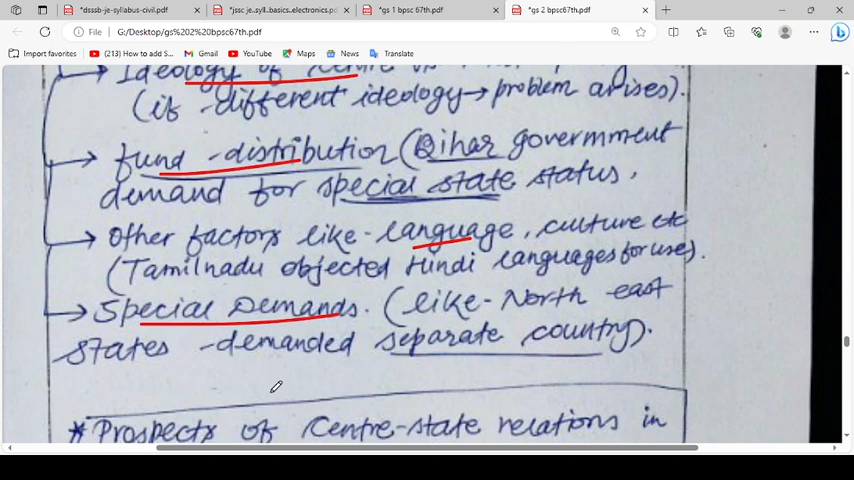 *dsssb-je-syllabus-civil.pdf
*jssc je.syll..basics..electronics.pdf
*gs 1 bpsc 67th.pdf
*gs 2 bpsc67th.pdf
File
G:/Desktop/gs%202%20bpsc67th.pdf
Import favorites
(213) How to add S...
Gmail
YouTube
Maps
News
Translate
Ideology of Centre
(if different ideology→problem arises).
→ fund distribution (Bihar government
demand for special state status.
→ Other factors like-language, culture etc
(Tamilnadu objected Hindi languages for use).
→ Special Demands. (like-North east
states demanded separate country).
*Prospects of Centre-state relations in